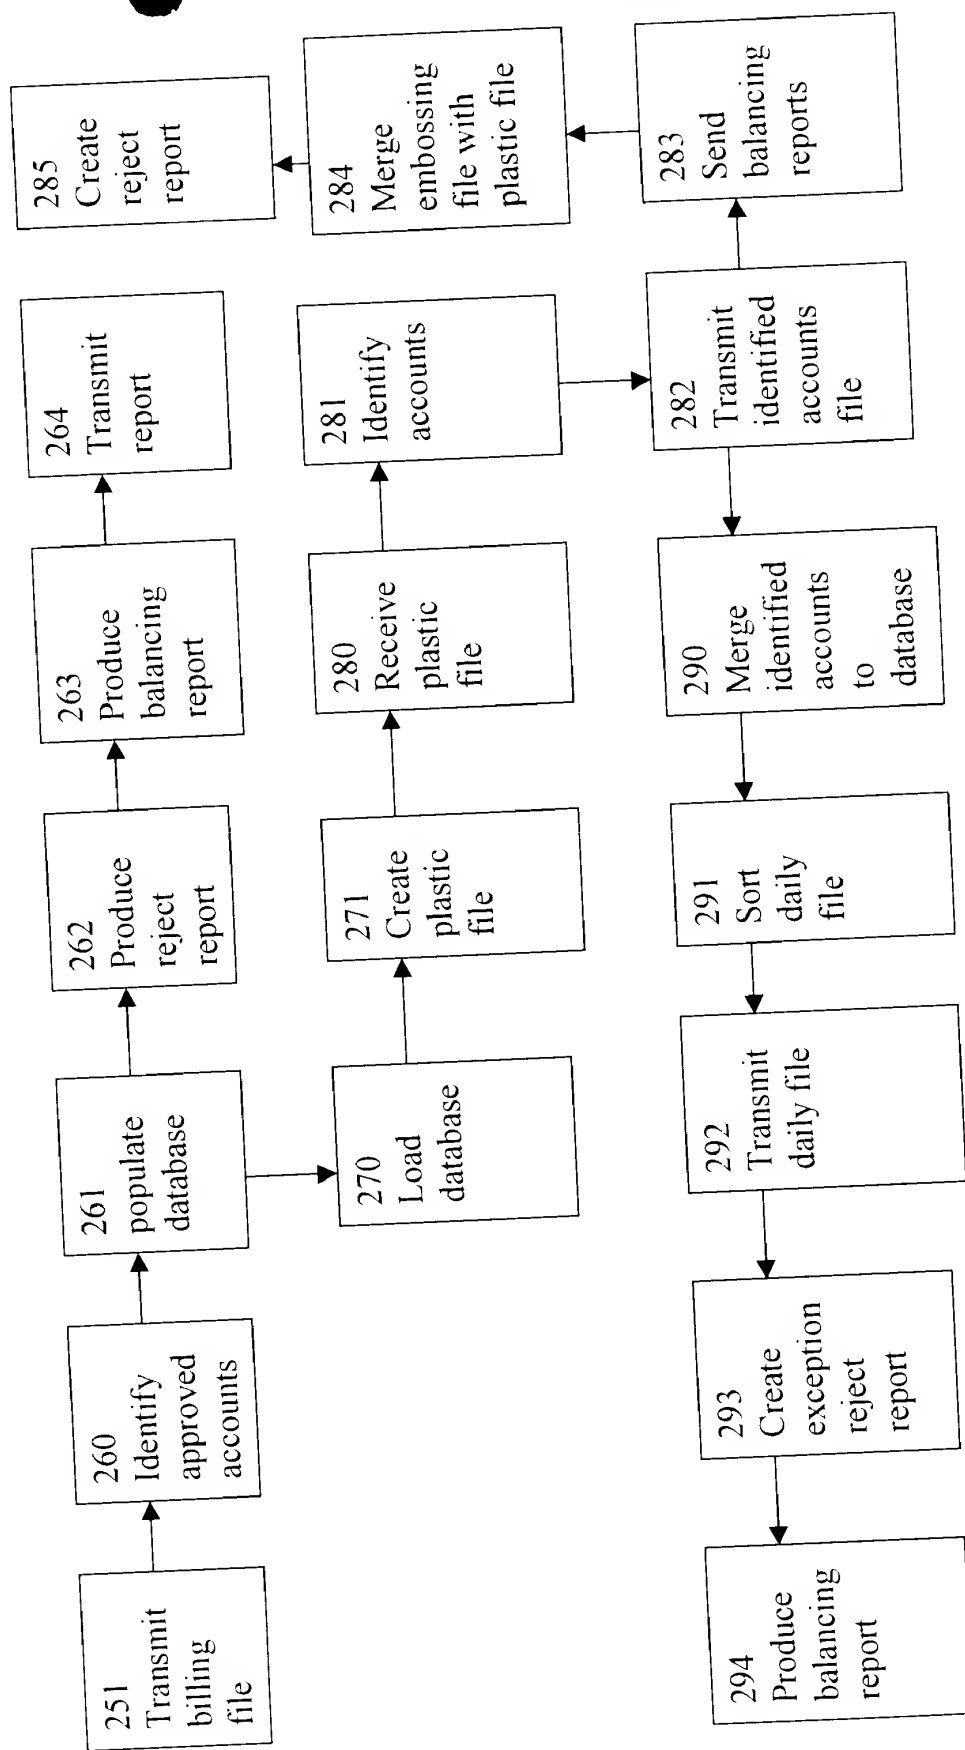 251
Transmit
billing
file
260
Identify
approved
accounts
261
populate
database
262
Produce
reject
report
263
Produce
balancing
report
264
Transmit
report
270
Load
database
271
Create
plastic
file
280
Receive
plastic
file
281
Identify
accounts
282
Transmit
identified
accounts
file
283
Send
balancing
reports
284
Merge
embossing
file with
plastic file
285
Create
reject
report
290
Merge
identified
accounts
to
database
291
Sort
daily
file
292
Transmit
daily file
293
Create
exception
reject
report
294
Produce
balancing
report